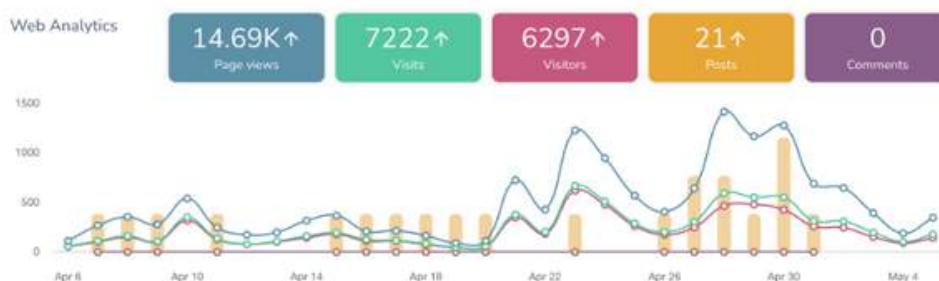 Web Analytics
14.69K↑
Page views
7222↑
Visits
6297↑
Visitors
21↑
Posts
0
Comments
1500
1000
500
0
Apr 6
Apr 10
Apr 14
Apr 18
Apr 22
Apr 26
Apr 30
May 4